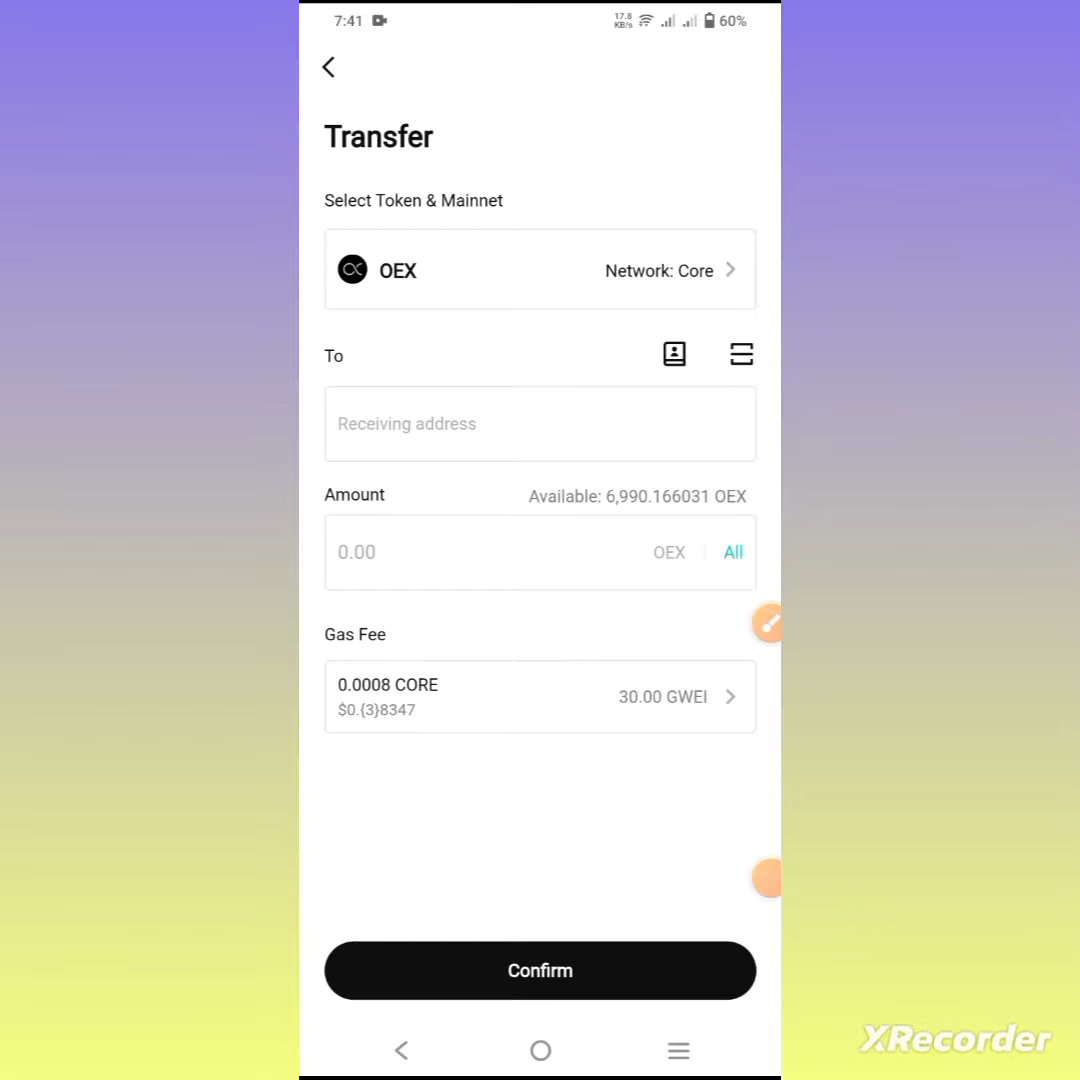 7:41
17.8
KB/s
60%
Transfer
Select Token & Mainnet
OEX
Network: Core
To
Receiving address
Amount
Available: 6,990.166031 OEX
0.00
OEX
All
Gas Fee
0.0008 CORE
30.00 GWEI
$0.{3}8347
Confirm
XRecorder